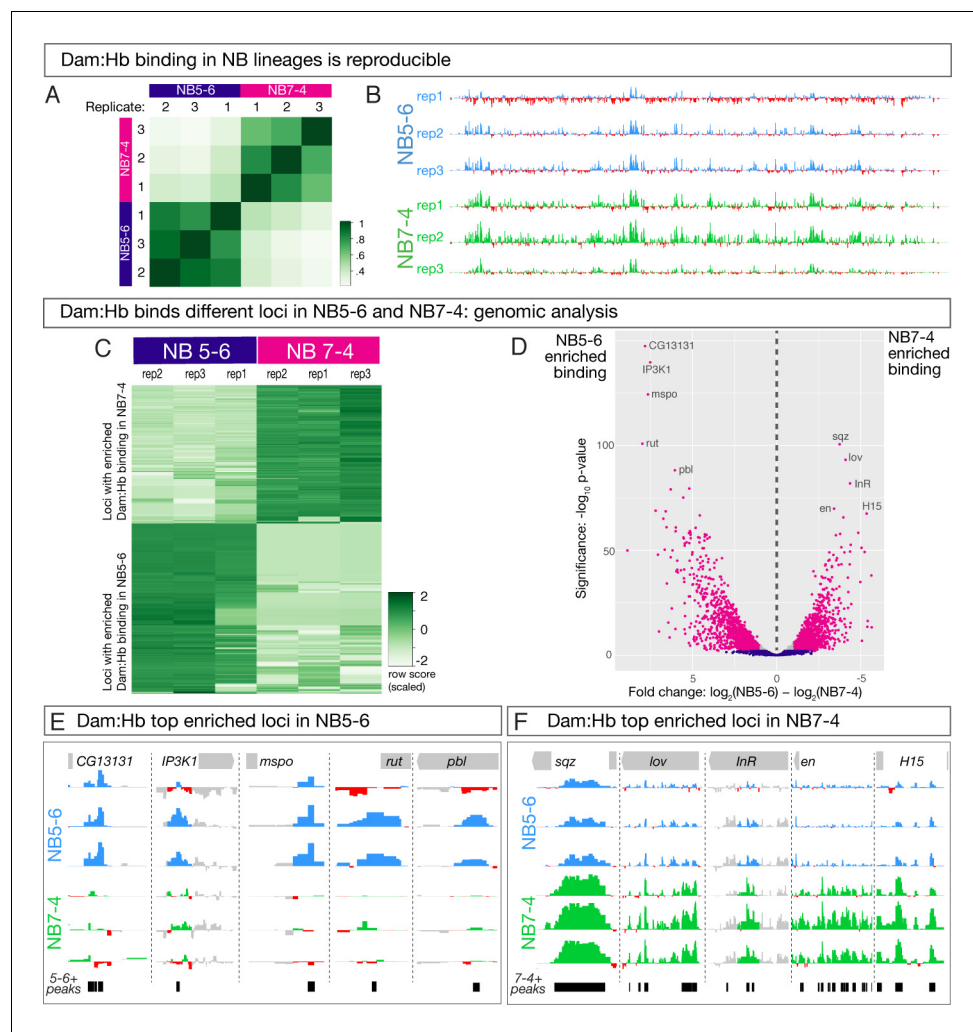 Dam:Hb binding in NB lineages is reproducible
A
NB5-6 NB7-4
Replicate: 2 3 1 1 2 3
NB7-4
3
2
1
NB5-6
1
3
2
1
.8
.6
.4
B
NB5-6
rep1
rep2
rep3
NB7-4
rep1
rep2
rep3
Dam:Hb binds different loci in NB5-6 and NB7-4: genomic analysis
C
NB 5-6 NB 7-4
rep2 rep3 rep1 rep2 rep1 rep3
Loci with enriched
Dam:Hb binding in NB7-4
Loci with enriched
Dam:Hb binding in NB5-6
2
0
-2
row score
(scaled)
D
NB5-6
enriched
binding
NB7-4
enriched
binding
CG13131
IP3K1
mspo
rut
pbl
sqz
lov
InR
en
H15
Significance: -log10 p-value
100
50
0
5 0 -5
Fold change: log2(NB5-6) – log2(NB7-4)
E Dam:Hb top enriched loci in NB5-6
CG13131 IP3K1 mspo rut pbl
NB5-6
NB7-4
5-6+
peaks
F Dam:Hb top enriched loci in NB7-4
sqz lov InR en H15
NB5-6
NB7-4
7-4+
peaks